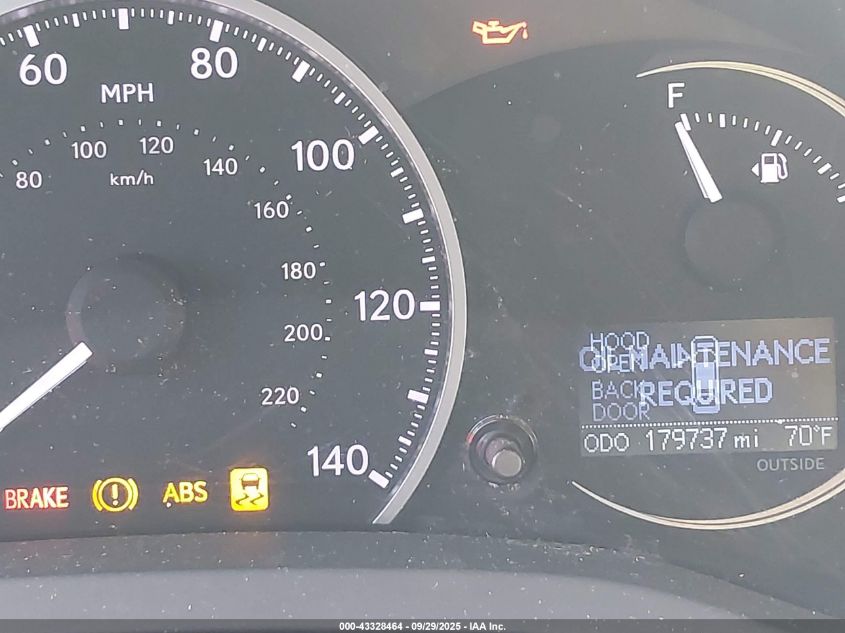 60
80
MPH
100
80
100
120
140
km/h
160
180
120
200
220
140
F
HOOD
OPEN
OIL MAINTENANCE
BACK
DOOR
REQUIRED
ODO 179737 mi 70°F
OUTSIDE
BRAKE ABS
000-43328464 - 09/29/2025 - IAA Inc.